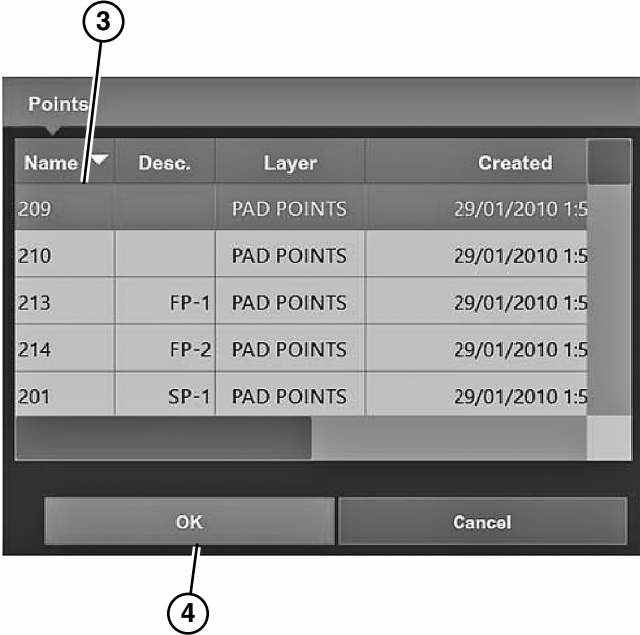 3
Points
Name Desc. Layer Created
209 PAD POINTS 29/01/2010 1:5
210 PAD POINTS 29/01/2010 1:5
213 FP-1 PAD POINTS 29/01/2010 1:5
214 FP-2 PAD POINTS 29/01/2010 1:5
201 SP-1 PAD POINTS 29/01/2010 1:5
OK Cancel
4